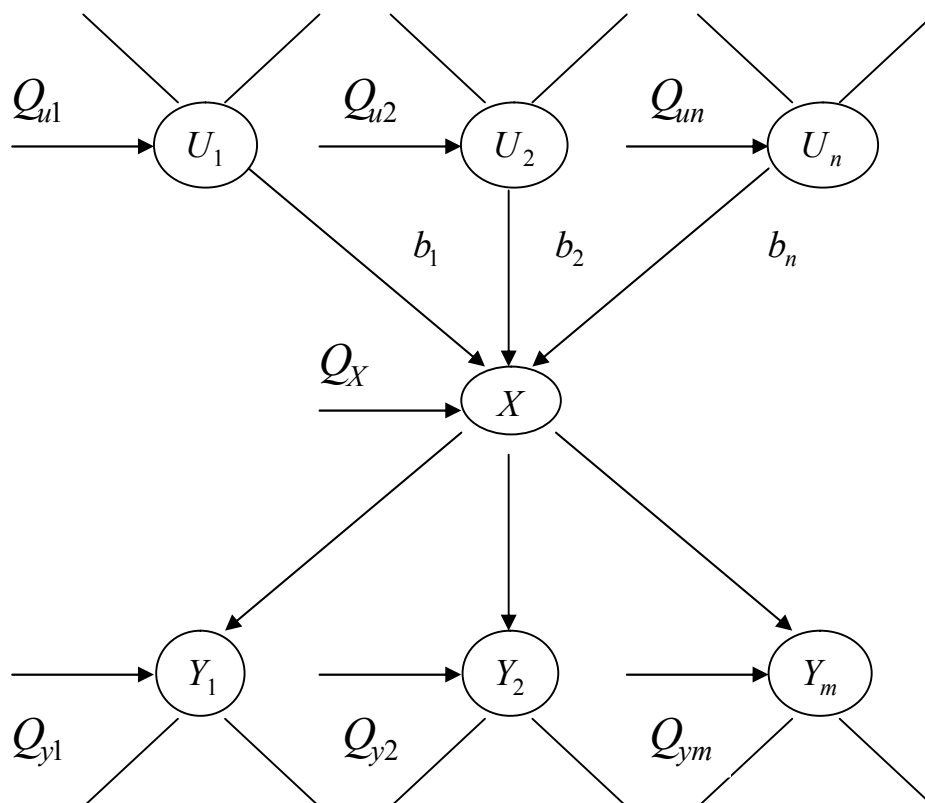 Q_{u1} Q_{u2} Q_{un}
U_1 U_2 U_n
b_1 b_2 b_n
Q_X
X
Y_1 Y_2 Y_m
Q_{y1} Q_{y2} Q_{ym}